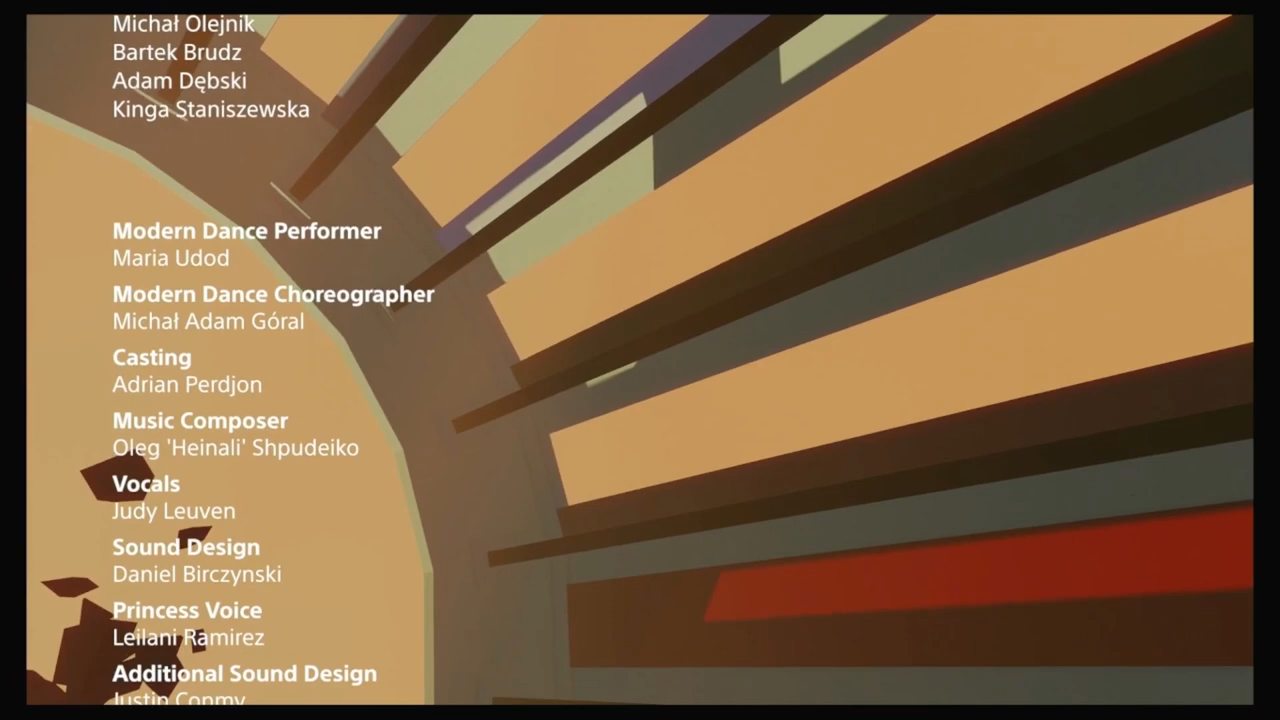 Michał Olejnik
Bartek Brudz
Adam Dębski
Kinga Staniszewska
Modern Dance Performer
Maria Udod
Modern Dance Choreographer
Michał Adam Góral
Casting
Adrian Perdjon
Music Composer
Oleg 'Heinali' Shpudeiko
Vocals
Judy Leuven
Sound Design
Daniel Birczynski
Princess Voice
Leilani Ramirez
Additional Sound Design
Justin Conmy